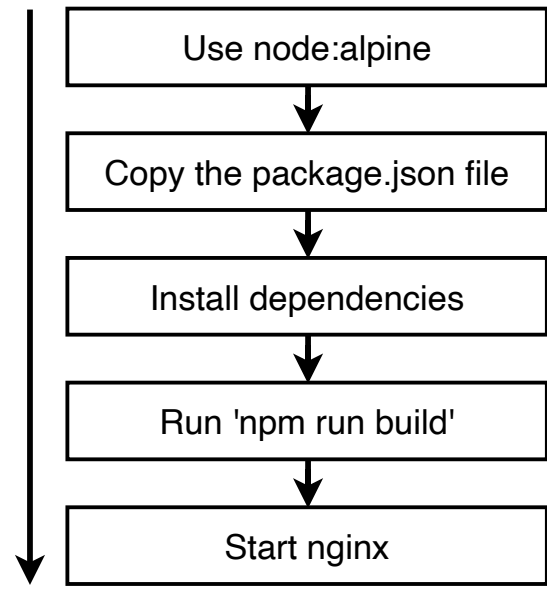 Use node:alpine
Copy the package.json file
Install dependencies
Run 'npm run build'
Start nginx